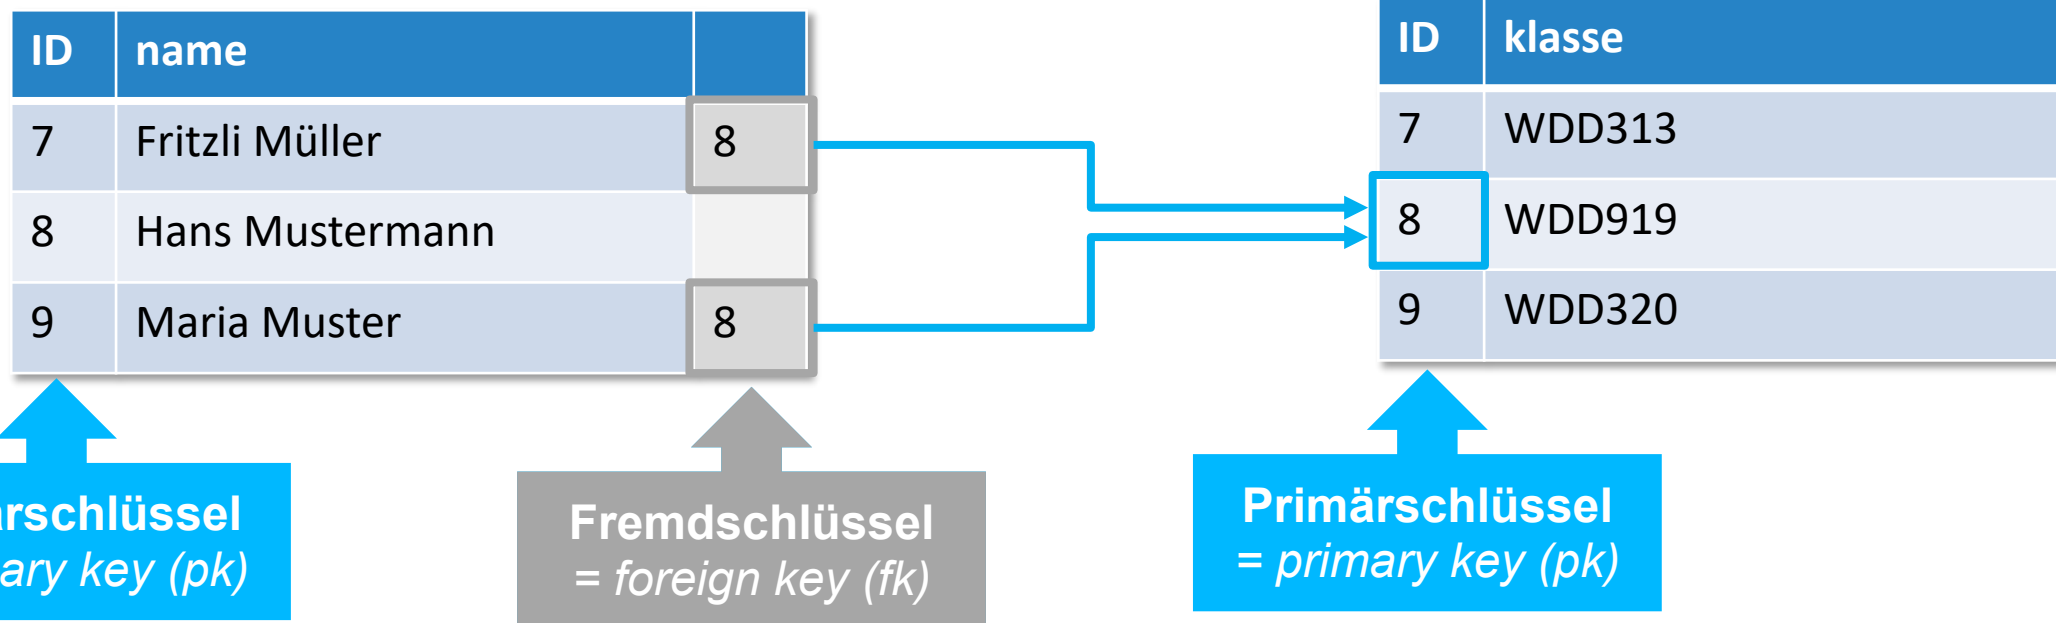 ID name
7 Fritzli Müller 8
8 Hans Mustermann
9 Maria Muster 8
ID klasse
7 WDD313
8 WDD919
9 WDD320
ärschlüssel
ary key (pk)
Fremdschlüssel
= foreign key (fk)
Primärschlüssel
= primary key (pk)